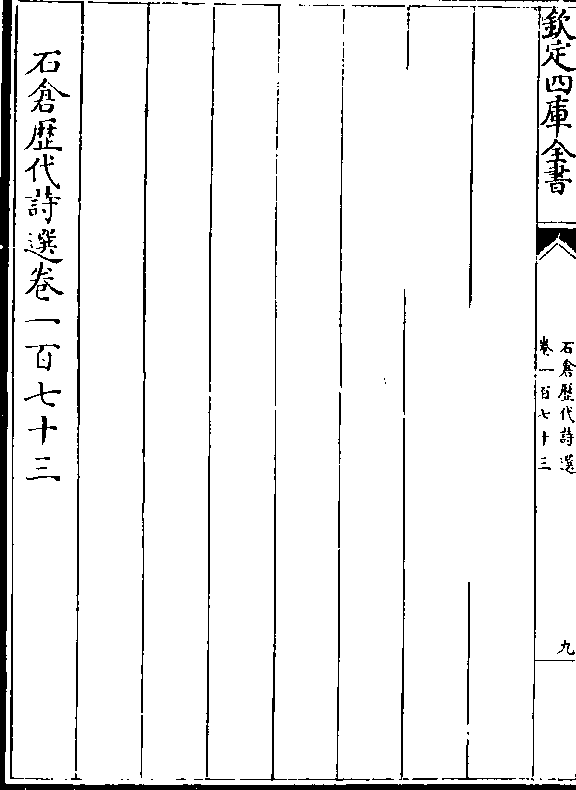 欽定四庫全書
石倉歷代詩選
卷一百七十三
九
石倉歷代詩選卷一百七十三